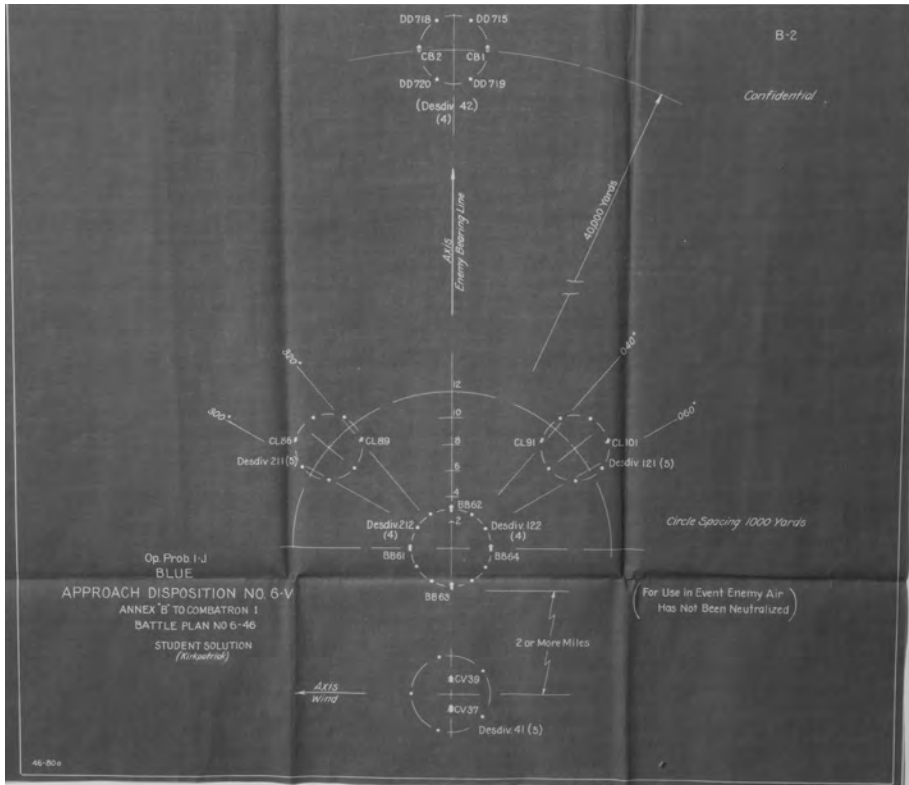 B-2
Confidential
DD718
DD715
CB2
CB1
DD720
DD719
(Desdiv. 42)
(4)
40,000 Yards
Axis
Enemy Bearing Line
320°
040°
300°
060°
12
10
8
6
4
2
CL86
CL89
CL91
CL101
Desdiv. 211 (5)
Desdiv. 121 (5)
BB62
Desdiv. 212
(4)
Desdiv. 122
(4)
BB61
BB64
BB63
Circle Spacing 1000 Yards
Op. Prob. 1-J
BLUE
APPROACH DISPOSITION NO. 6-V
ANNEX "B" TO COMBATRON 1
BATTLE PLAN NO 6-46
STUDENT SOLUTION
(Kirkpatrick)
(For Use in Event Enemy Air
Has Not Been Neutralized)
2 or More Miles
Axis
Wind
CV39
CV37
Desdiv. 41 (5)